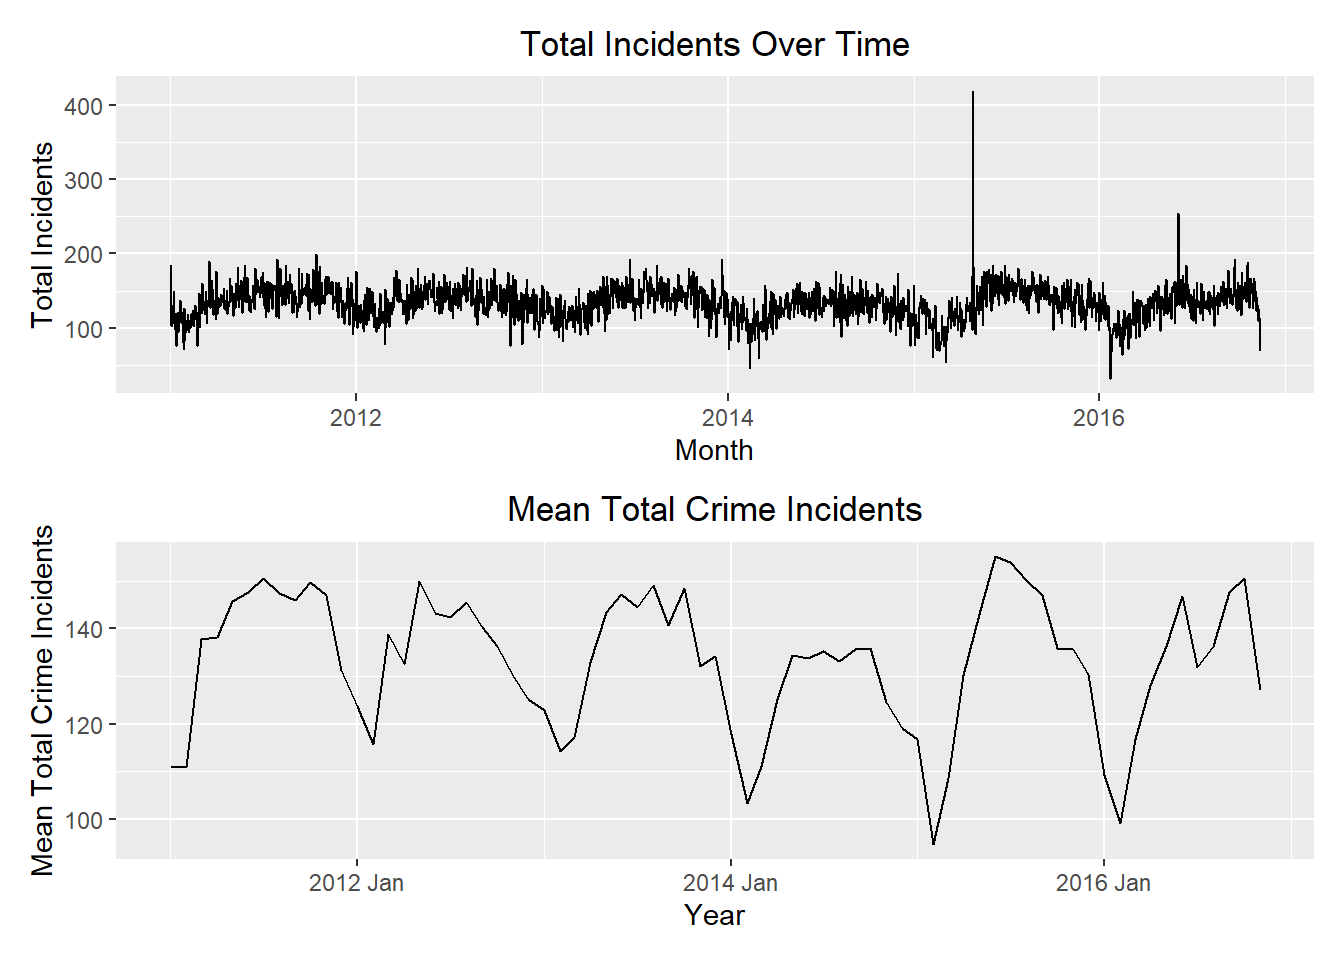 Total Incidents Over Time
Total Incidents
400
300
200
100
2012
2014
2016
Month
Mean Total Crime Incidents
Mean Total Crime Incidents
140
120
100
2012 Jan
2014 Jan
2016 Jan
Year